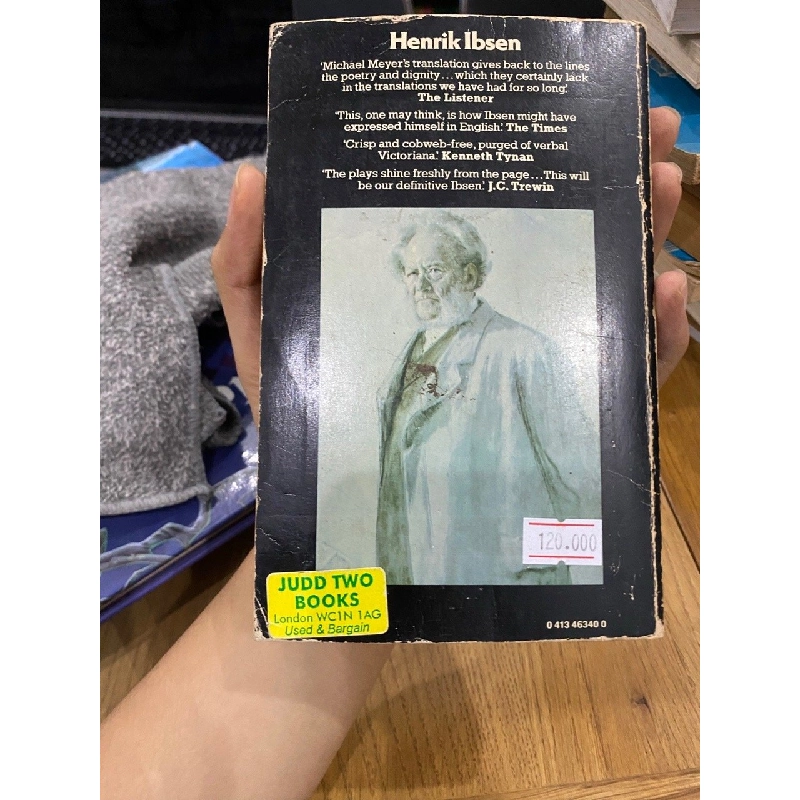 Henrik Ibsen
'Michael Meyer's translation gives back to the lines
the poetry and dignity...which they certainly lack
in the translations we have had for so long.'
The Listener
'This, one may think, is how Ibsen might have
expressed himself in English.' The Times
'Crisp and cobweb-free, purged of verbal
Victoriana.' Kenneth Tynan
'The plays shine freshly from the page...This will
be our definitive Ibsen.' J.C. Trewin
120.000
JUDD TWO
BOOKS
London WC1N 1AG
Used & Bargain
0 413 46340 0